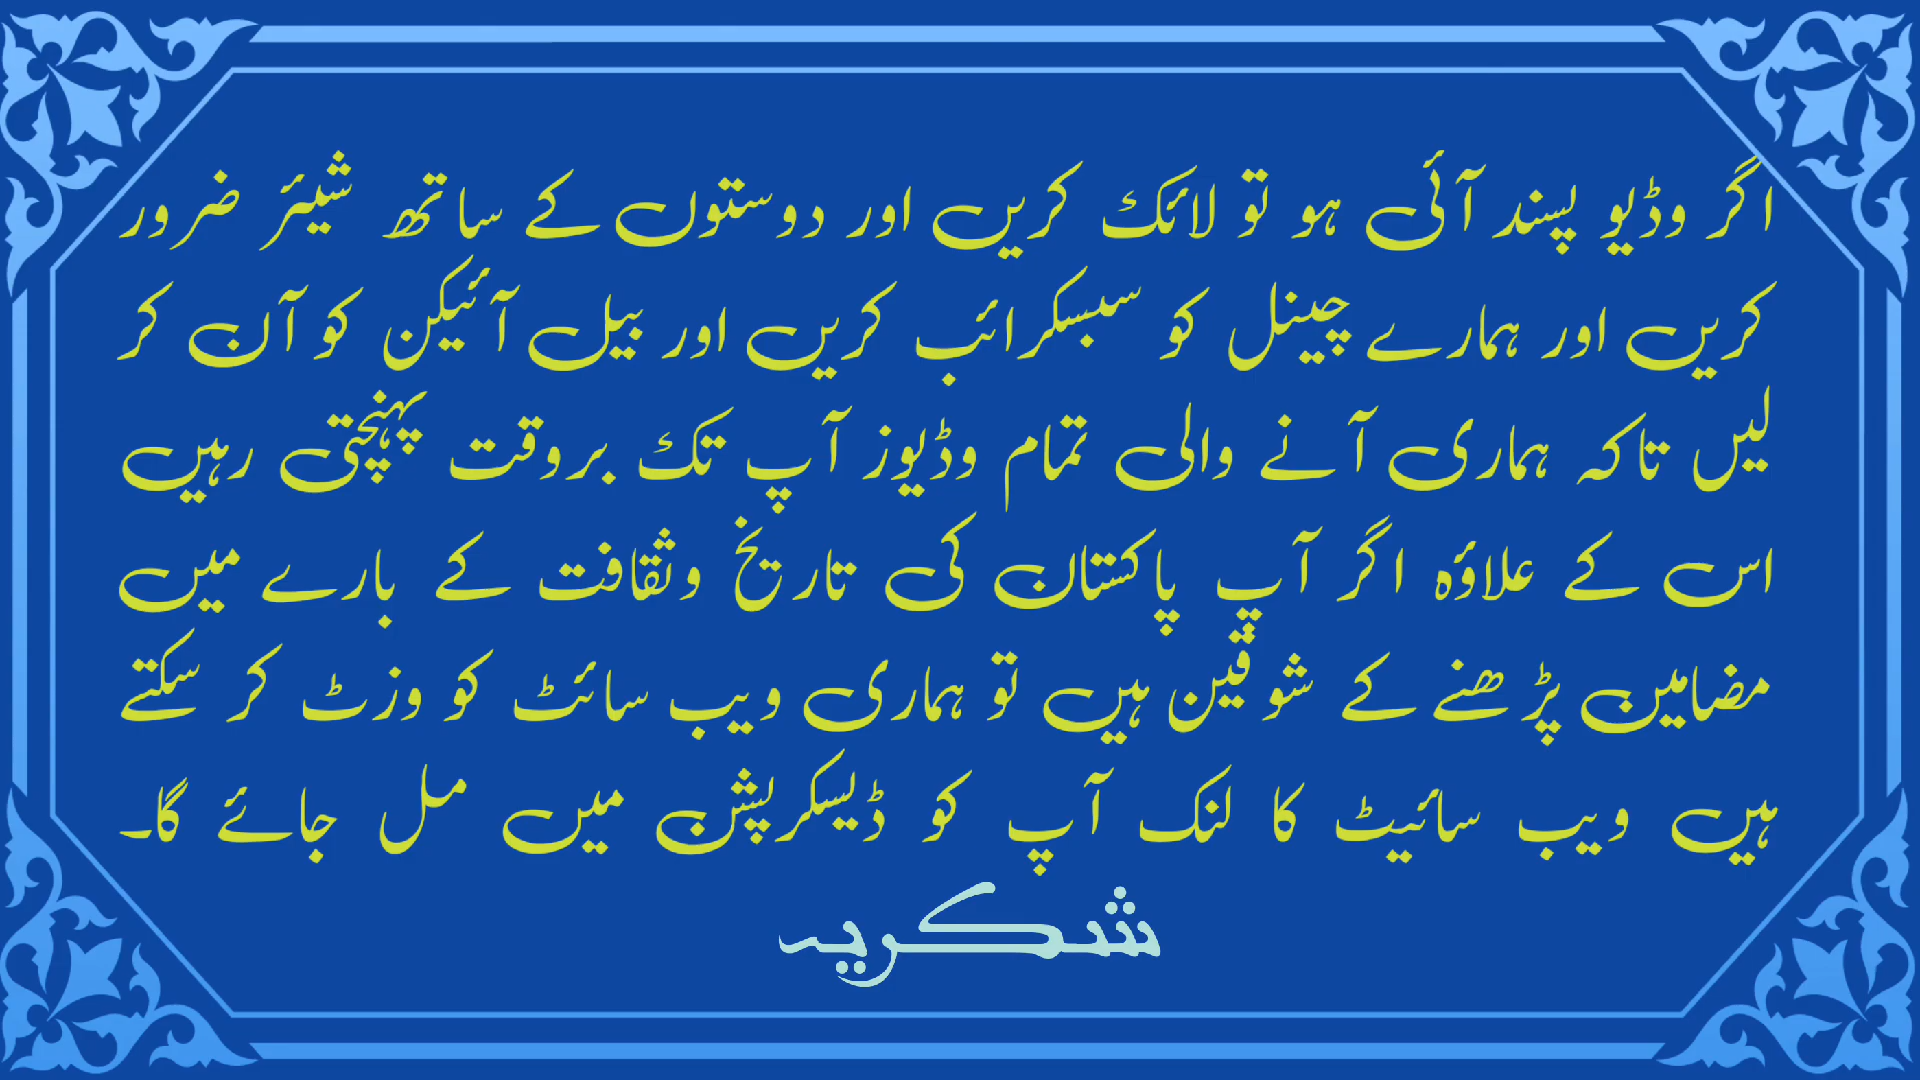 اگر وڈیو پسند آئی ہو تو لائک کریں اور دوستوں کے ساتھ شیئر ضرور
کریں اور ہمارے چینل کو سبسکرائب کریں اور بیل آئیکن کو آن کر
لیں تاکہ ہماری آنے والی تمام وڈیوز آپ تک بروقت پہنچتی رہیں
اس کے علاؤہ اگر آپ پاکستان کی تاریخ وثقافت کے بارے میں
مضامین پڑھنے کے شوقین ہیں تو ہماری ویب سائٹ کو وزٹ کر سکتے
ہیں ویب سائیٹ کا لنک آپ کو ڈیسکرپشن میں مل جائے گا۔
شکریہ